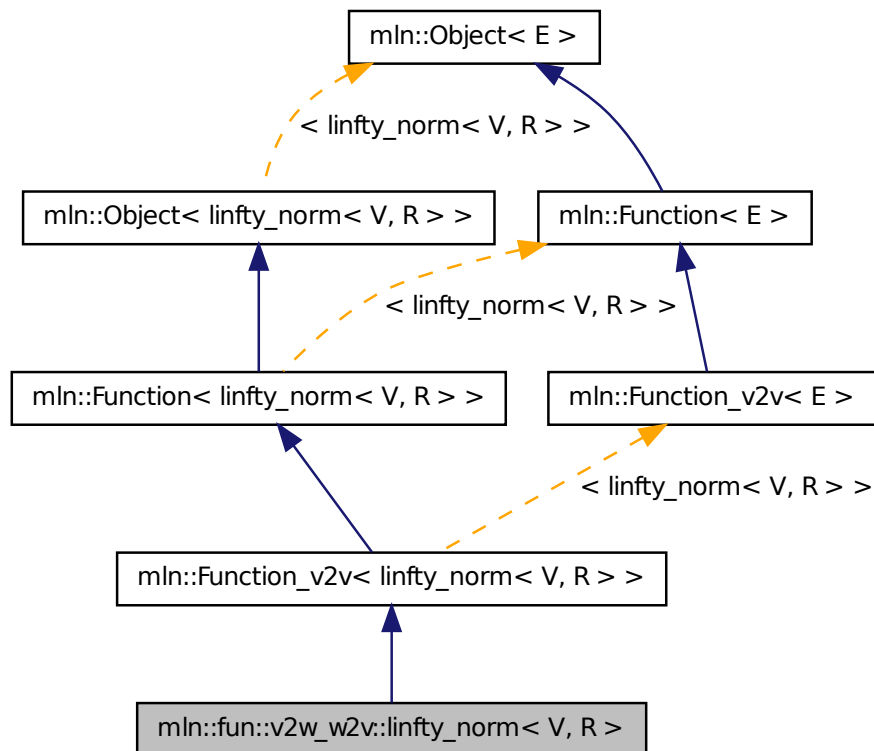 mln::Object< E >
< linfty_norm< V, R > >
mln::Object< linfty_norm< V, R > >
mln::Function< E >
< linfty_norm< V, R > >
mln::Function< linfty_norm< V, R > >
mln::Function_v2v< E >
< linfty_norm< V, R > >
mln::Function_v2v< linfty_norm< V, R > >
mln::fun::v2w_w2v::linfty_norm< V, R >